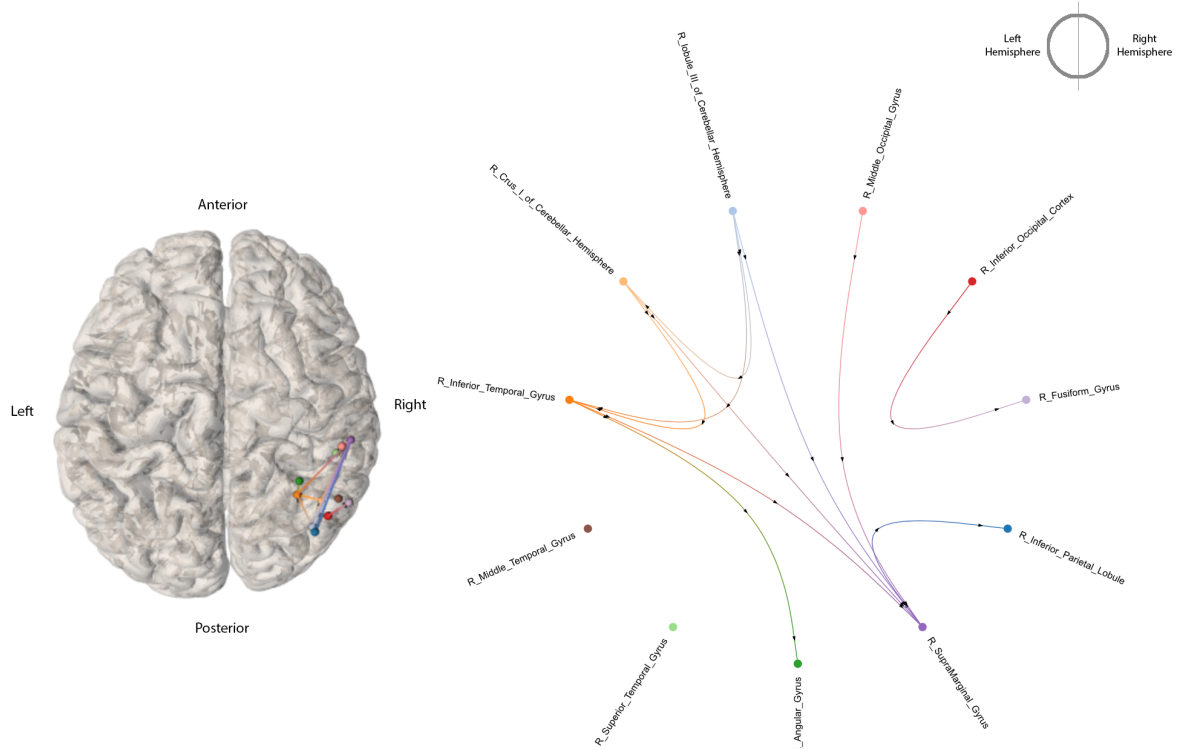 Left
Hemisphere
Right
Hemisphere
Anterior
Left
Right
Posterior
R_lobule_III_of_Cerebellar_Hemisphere
R_Middle_Occipital_Gyrus
R_Crus_I_of_Cerebellar_Hemisphere
R_Inferior_Occipital_Cortex
R_Inferior_Temporal_Gyrus
R_Fusiform_Gyrus
R_Middle_Temporal_Gyrus
R_Inferior_Parietal_Lobule
R_Superior_Temporal_Gyrus
_Angular_Gyrus
R_SupraMarginal_Gyrus